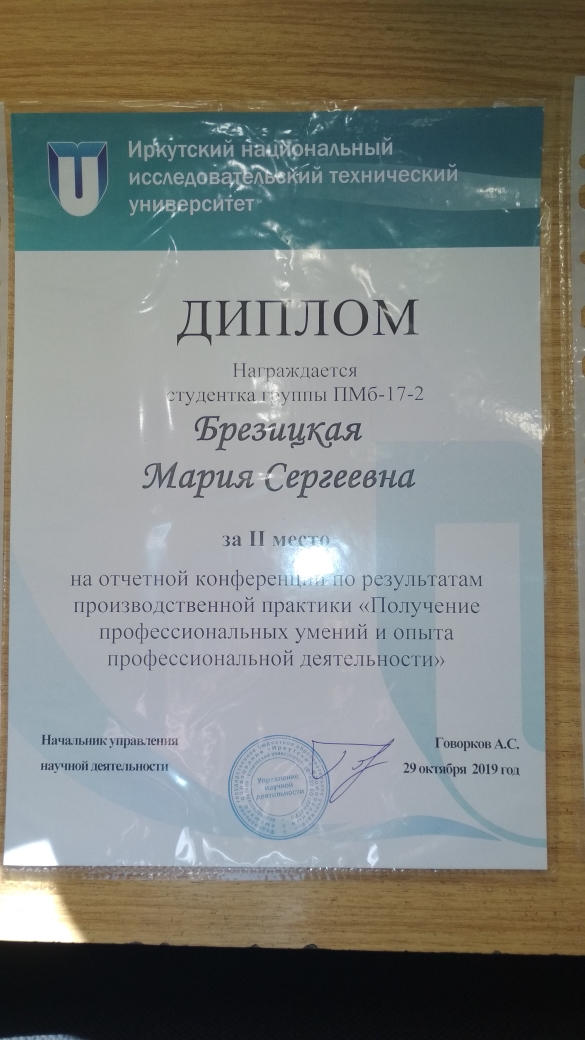 Иркутский национальный
исследовательский технический
университет
ДИПЛОМ
Награждается
студентка группы ПМб-17-2
Брезицкая
Мария Сергеевна
за II место
на отчетной конференции по результатам
производственной практики «Получение
профессиональных умений и опыта
профессиональной деятельности»
Начальник управления
научной деятельности
Говорков А.С.
29 октября 2019 год
Управление
научной
деятельности